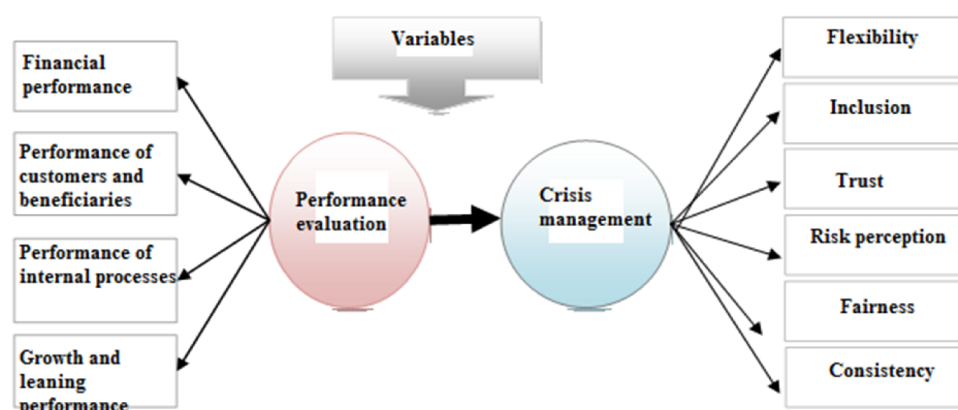 Variables
Financial
performance
Performance of
customers and
beneficiaries
Performance of
internal processes
Growth and
leaning
performance
Performance
evaluation
Crisis
management
Flexibility
Inclusion
Trust
Risk perception
Fairness
Consistency